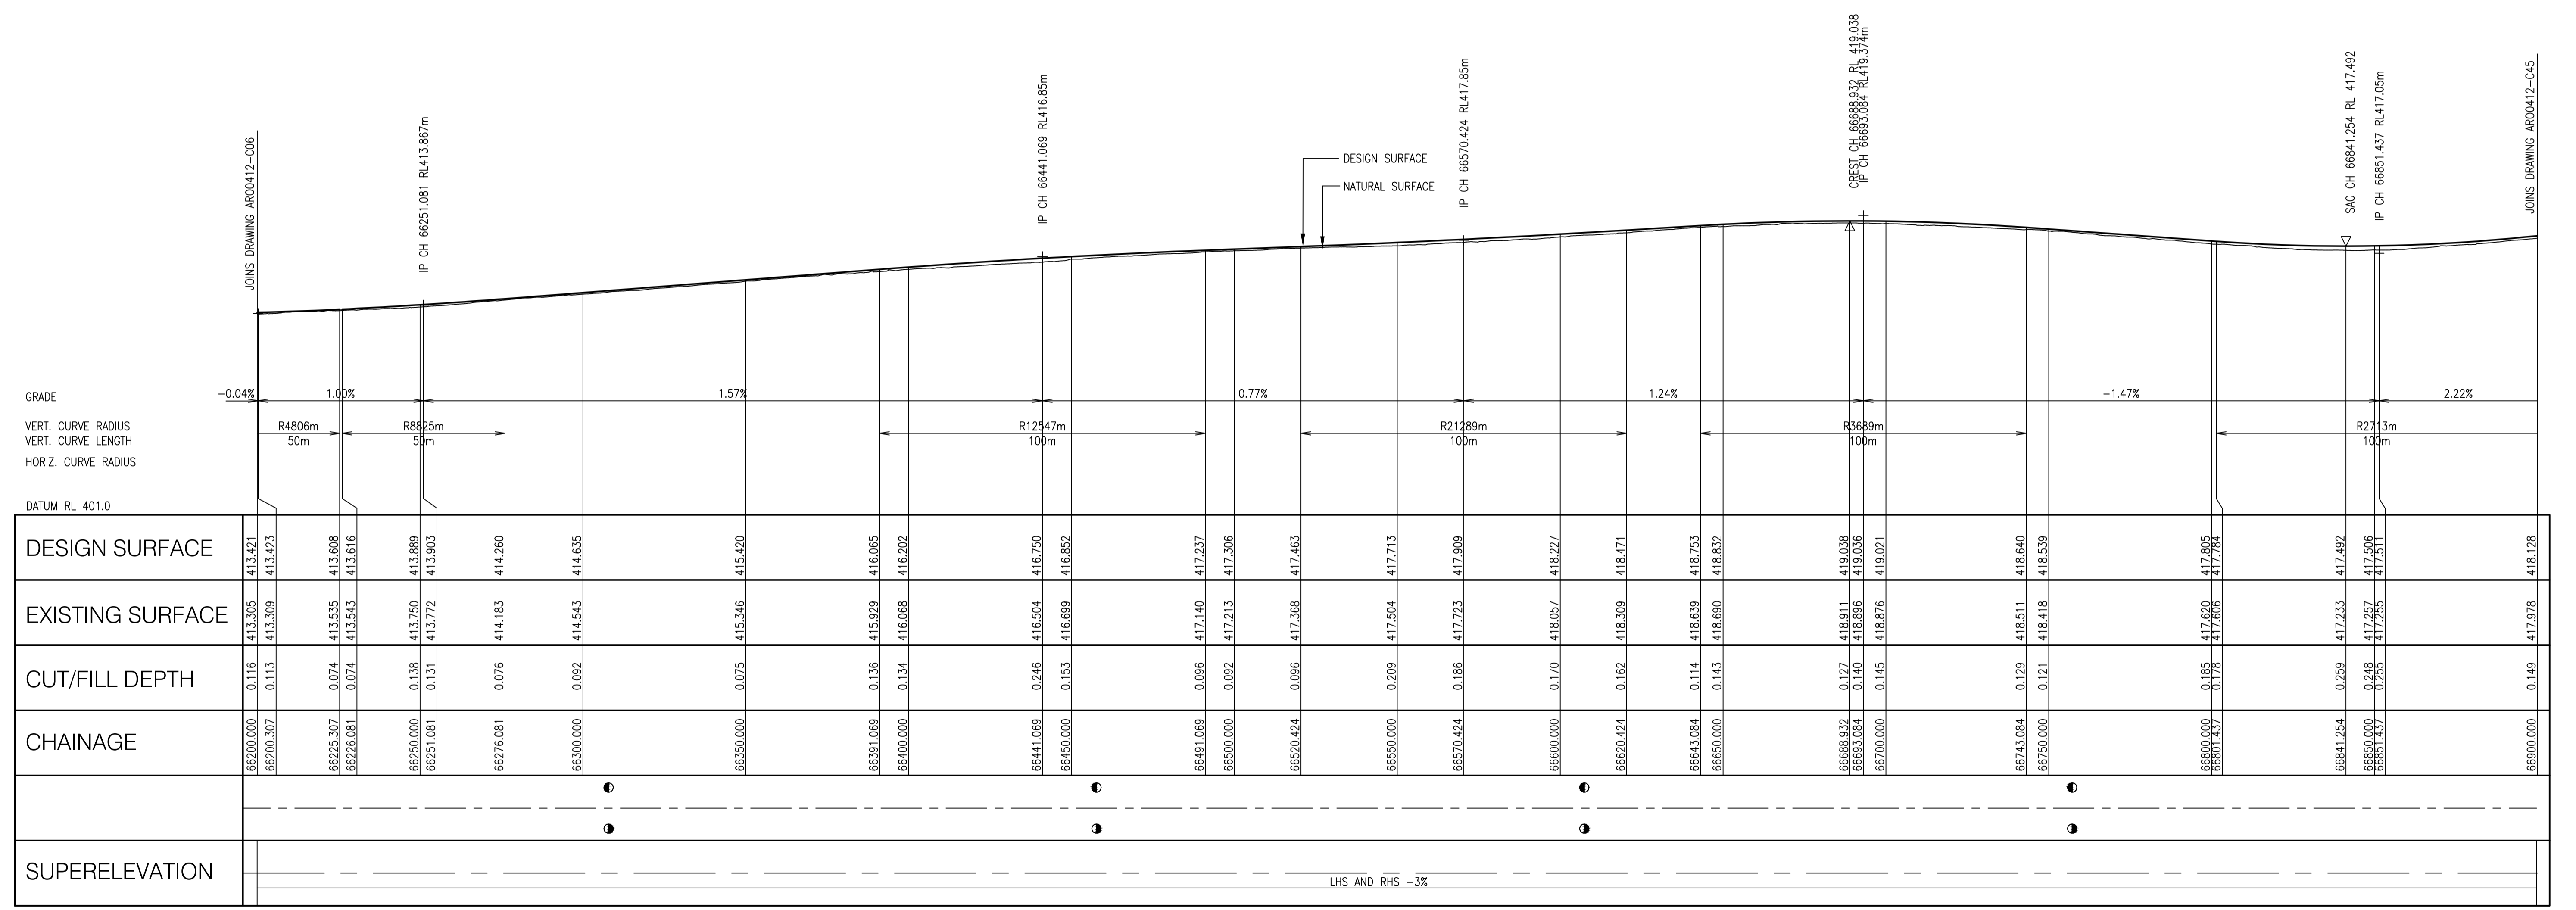 CREST CH 66688.932 RL 419.038
IP CH 66693.084 RL419.374m
SAG CH 66841.254 RL 417.492
IP CH 66851.437 RL417.05m
JOINS DRAWING AR00412-C45
IP CH 66441.069 RL416.85m
IP CH 66570.424 RL417.85m
IP CH 66251.081 RL413.867m
JOINS DRAWING AR00412-C06
DESIGN SURFACE
NATURAL SURFACE
GRADE -0.04% 1.00% 1.57% 0.77% 1.24% -1.47% 2.22%
VERT. CURVE RADIUS R4806m R8825m R12547m R21289m R3689m R2713m
VERT. CURVE LENGTH 50m 50m 100m 100m 100m 100m
HORIZ. CURVE RADIUS
DATUM RL 401.0
DESIGN SURFACE 413.421 413.423 413.608 413.616 413.889 413.903 414.260 414.635 415.420 416.065 416.202 416.750 416.852 417.237 417.306 417.463 417.713 417.909 418.227 418.471 418.753 418.832 419.038 419.036 419.021 418.640 418.539 417.805 417.784 417.492 417.506 417.511 418.128
EXISTING SURFACE 413.305 413.309 413.535 413.543 413.750 413.772 414.183 414.543 415.346 415.929 416.068 416.504 416.699 417.140 417.213 417.368 417.504 417.723 418.057 418.309 418.639 418.690 418.911 418.896 418.876 418.511 418.418 417.620 417.606 417.233 417.257 417.255 417.978
CUT/FILL DEPTH 0.116 0.113 0.074 0.074 0.138 0.131 0.076 0.092 0.075 0.136 0.134 0.246 0.153 0.096 0.092 0.096 0.209 0.186 0.170 0.162 0.114 0.143 0.127 0.140 0.145 0.129 0.121 0.185 0.178 0.259 0.248 0.255 0.149
CHAINAGE 66200.000 66200.307 66225.307 66226.081 66250.000 66251.081 66276.081 66300.000 66350.000 66391.069 66400.000 66441.069 66450.000 66491.069 66500.000 66520.424 66550.000 66570.424 66600.000 66620.424 66643.084 66650.000 66688.932 66693.084 66700.000 66743.084 66750.000 66800.000 66801.437 66841.254 66850.000 66851.437 66900.000
SUPERELEVATION
LHS AND RHS -3%